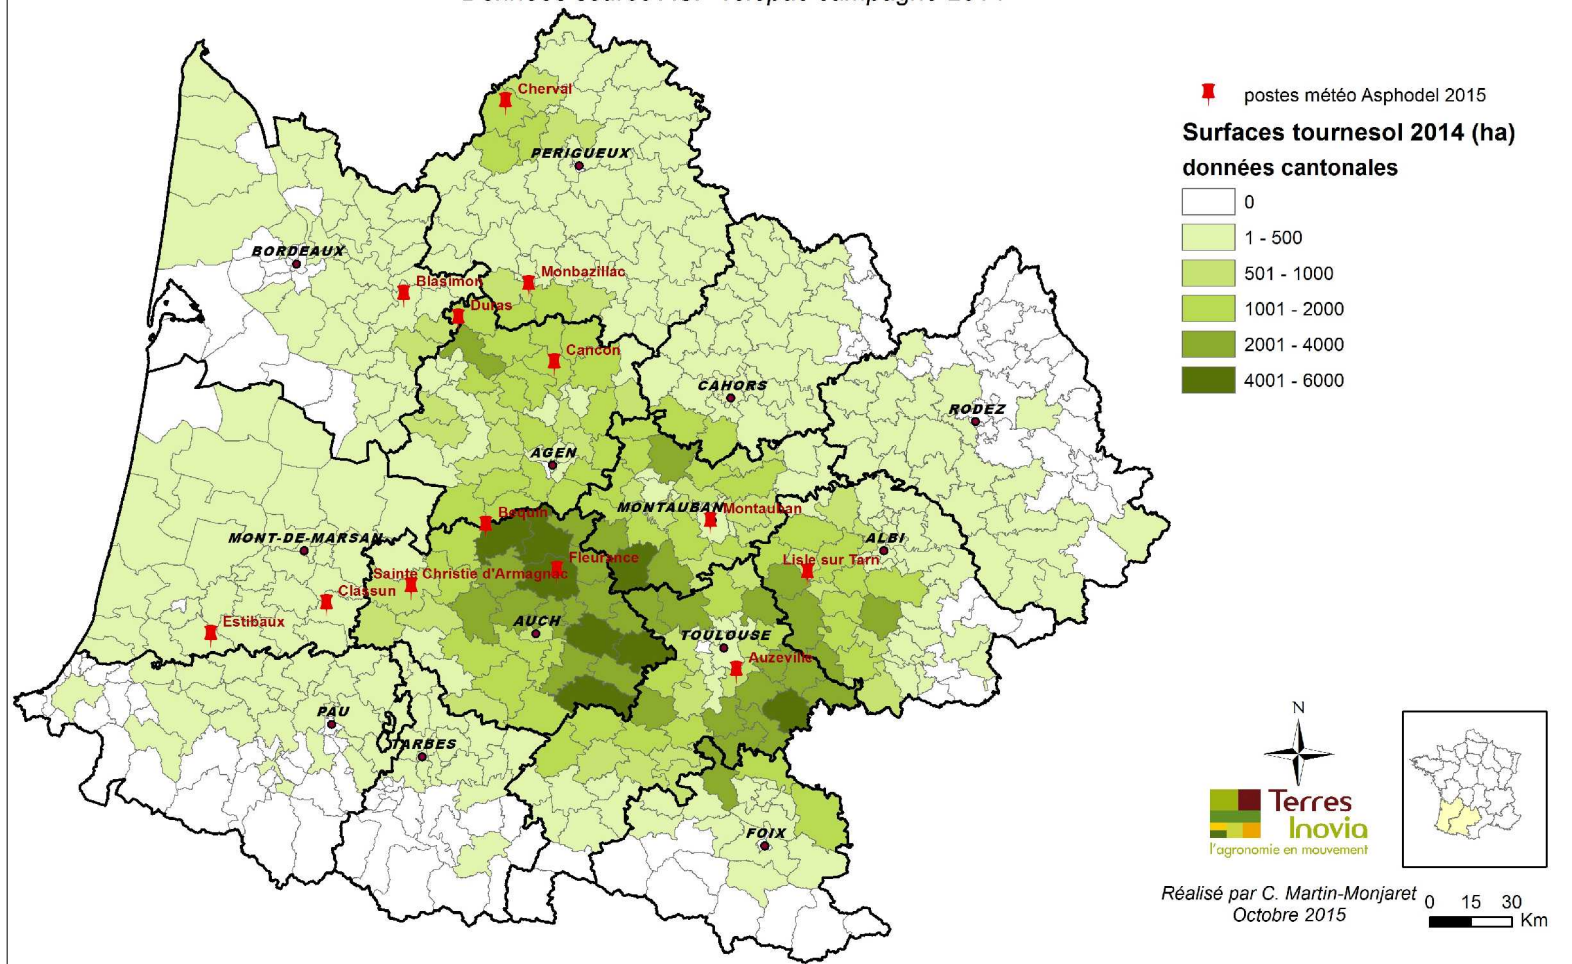 Cherval
PERIGUEUX
BORDEAUX
Blasimon
Monbazillac
Duras
Cancon
CAHORS
RODEZ
AGEN
MONTAUBAN
Montauban
MONT-DE-MARSAN
Fleurance
ALBI
Lisle sur Tarn
Sainte Christie d'Armagnac
Classun
Estibaux
AUCH
TOULOUSE
Auzeville
PAU
TARBES
FOIX
postes météo Asphodel 2015
Surfaces tournesol 2014 (ha)
données cantonales
0
1 - 500
501 - 1000
1001 - 2000
2001 - 4000
4001 - 6000
N
Terres
Inovia
l'agronomie en mouvement
Réalisé par C. Martin-Monjaret
Octobre 2015
0 15 30
Km